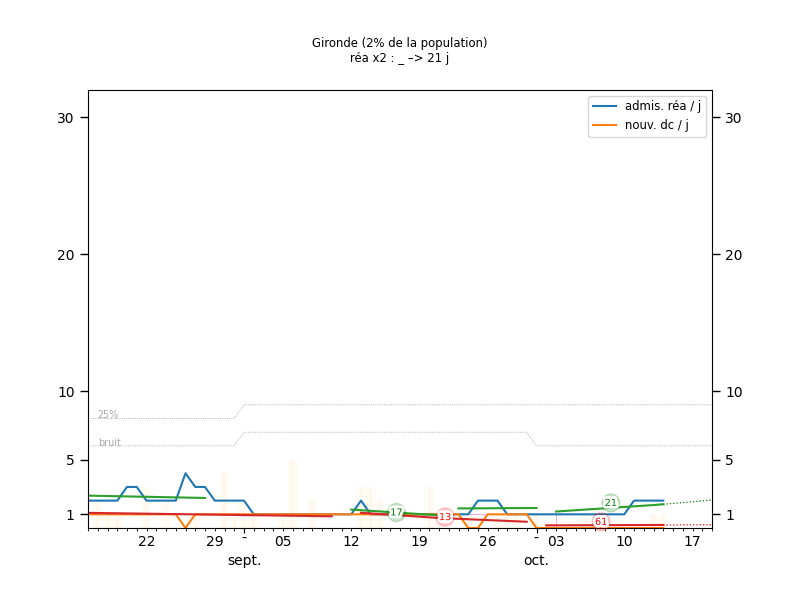 Gironde (2% de la population)
réa x2 : _ –> 21 j
admis. réa / j
nouv. dc / j
30 30
20 20
10 10
25%
bruit
5 5
21
17
13
61
1 1
22 29 - 05 12 19 26 - 03 10 17
sept. oct.